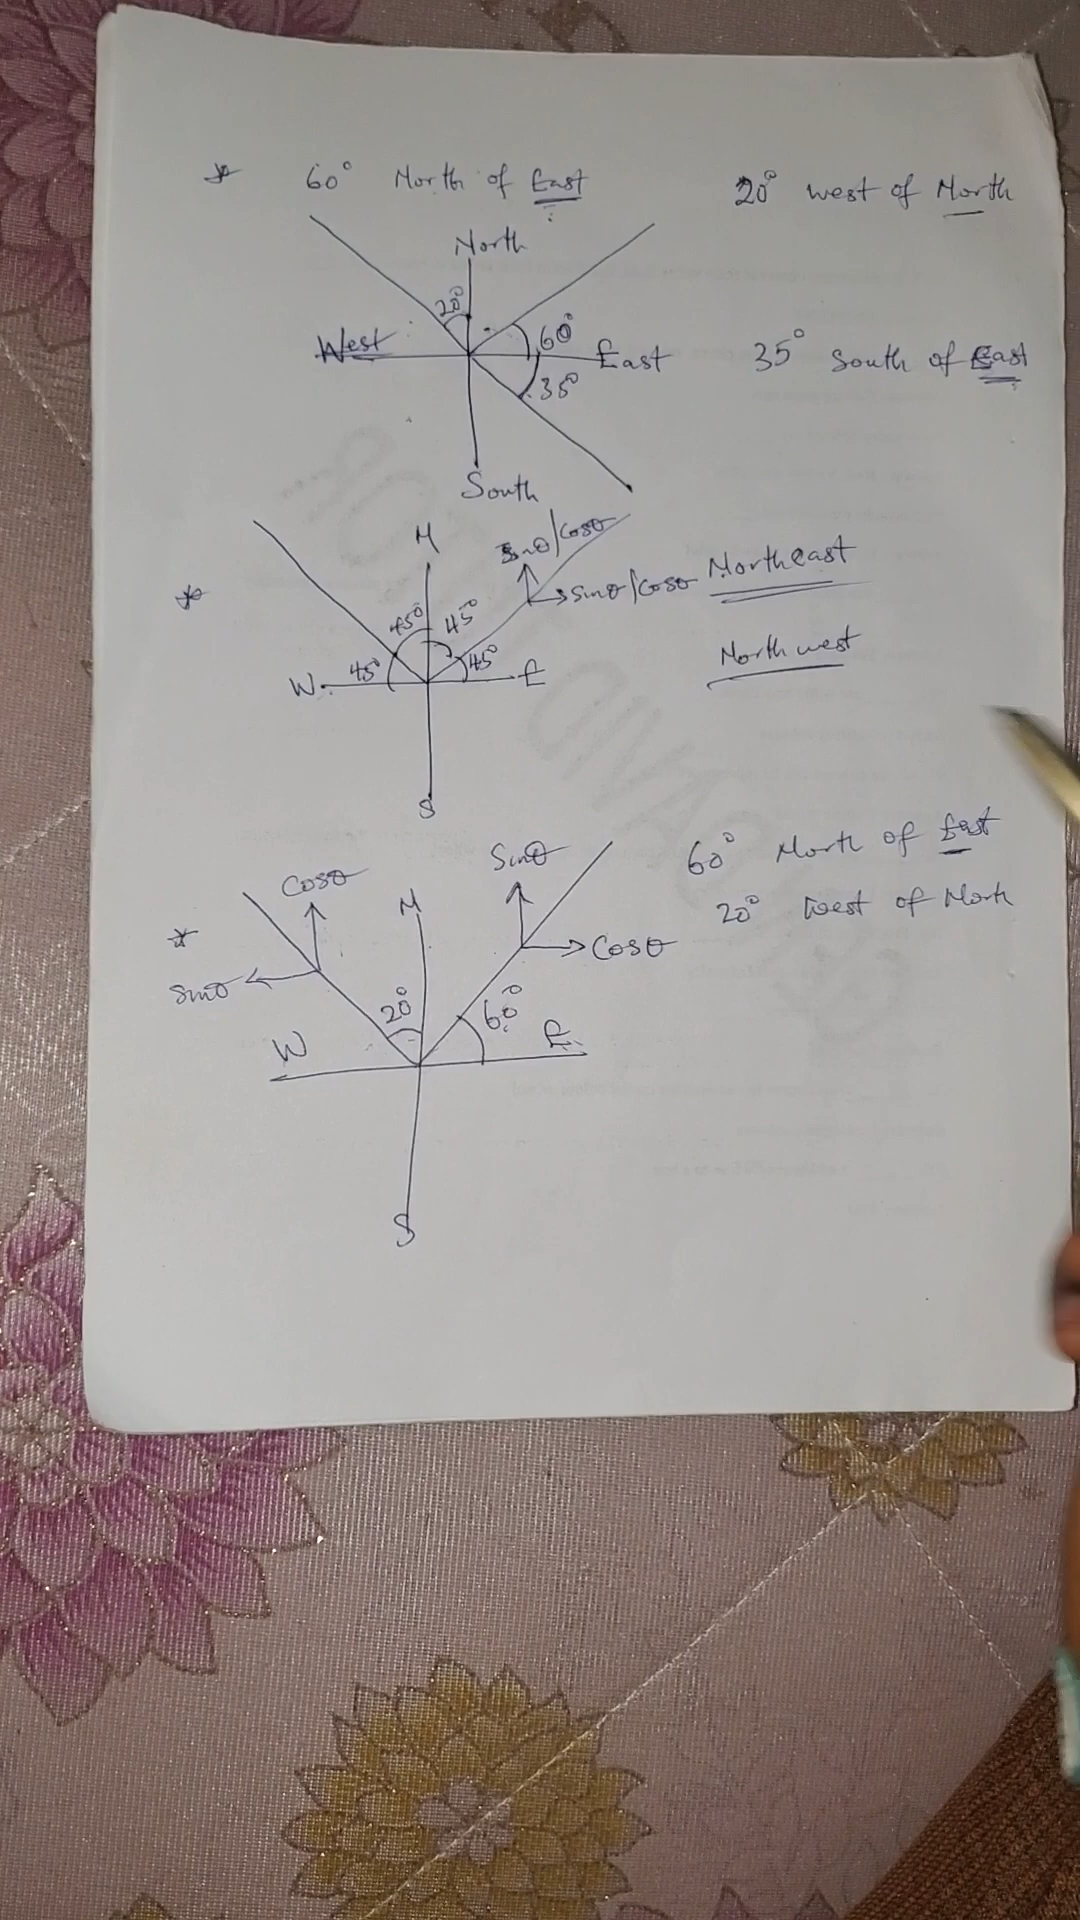 * 60° North of East
20° West of North
North
20°
60°
West
East
35° South of East
35°
South
N
Sinθ/Cosθ
* Sinθ/Cosθ Northeast
45° 45°
Northwest
45° 45°
W E
S
60° North of East
Sinθ
Cosθ
N
20° West of North
*
Cosθ
Sinθ
20° 60°
W E
S